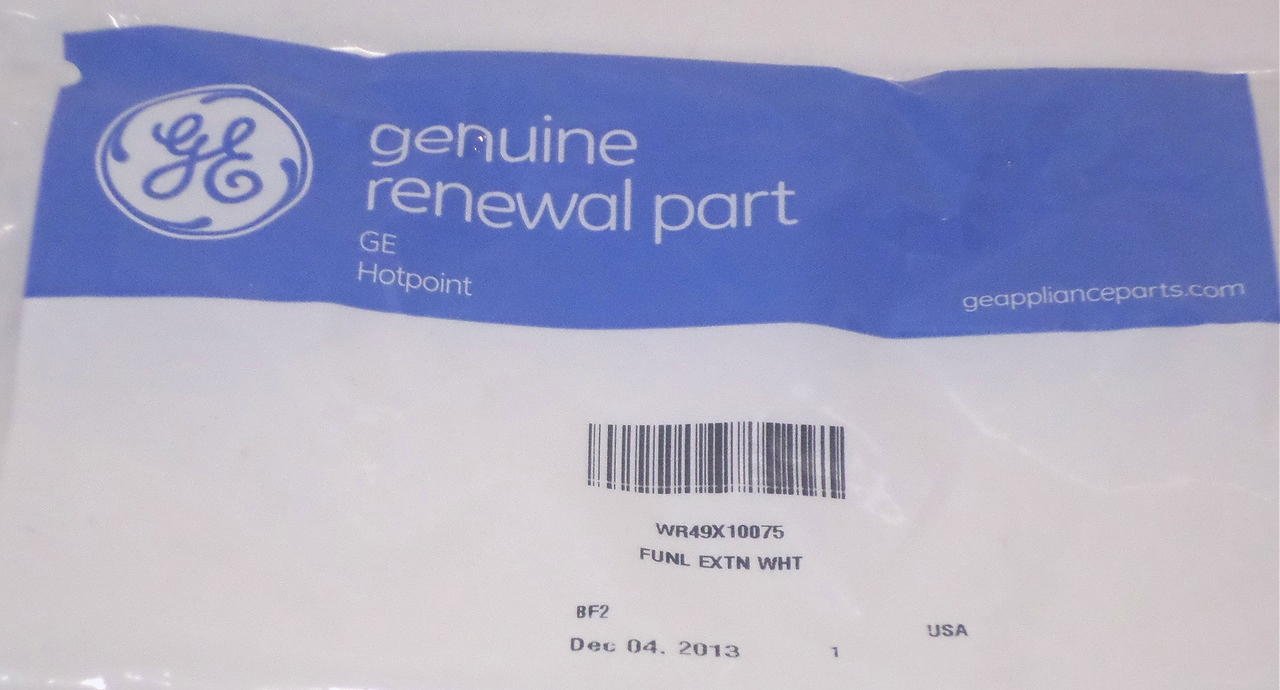 GE
genuine
renewal part
GE
Hotpoint
geapplianceparts.com
WR49X10075
FUNL EXTN WHT
BF2
USA
Dec 04. 2013 1